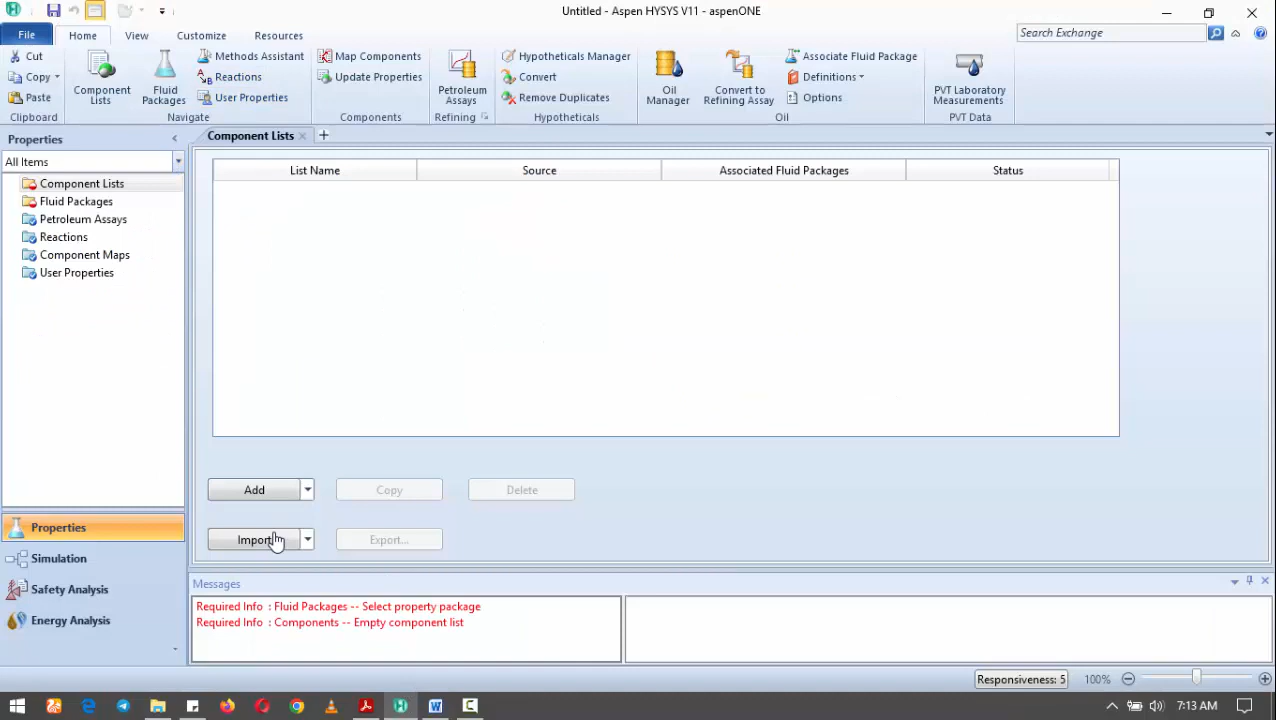 Untitled - Aspen HYSYS V11 - aspenONE
File Home View Customize Resources Search Exchange
Cut
Copy
Paste
Clipboard
Component Lists
Fluid Packages
Methods Assistant
Reactions
User Properties
Navigate
Map Components
Update Properties
Components
Petroleum Assays
Refining
Hypotheticals Manager
Convert
Remove Duplicates
Hypotheticals
Oil Manager
Convert to Refining Assay
Associate Fluid Package
Definitions
Options
Oil
PVT Laboratory Measurements
PVT Data
Properties
All Items
Component Lists
Fluid Packages
Petroleum Assays
Reactions
Component Maps
User Properties
Properties
Simulation
Safety Analysis
Energy Analysis
Component Lists
List Name Source Associated Fluid Packages Status
Add Copy Delete
Import Export...
Messages
Required Info : Fluid Packages -- Select property package
Required Info : Components -- Empty component list
Responsiveness: 5 100%
7:13 AM